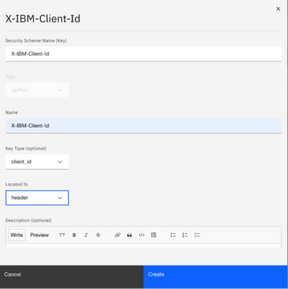 X-IBM-Client-Id
Security Scheme Name (Key)
X-IBM-Client-Id
Type
apiKey
Name
X-IBM-Client-Id
Key Type (optional)
client_id
Located In
header
Description (optional)
Write Preview TT B I S
Cancel Create